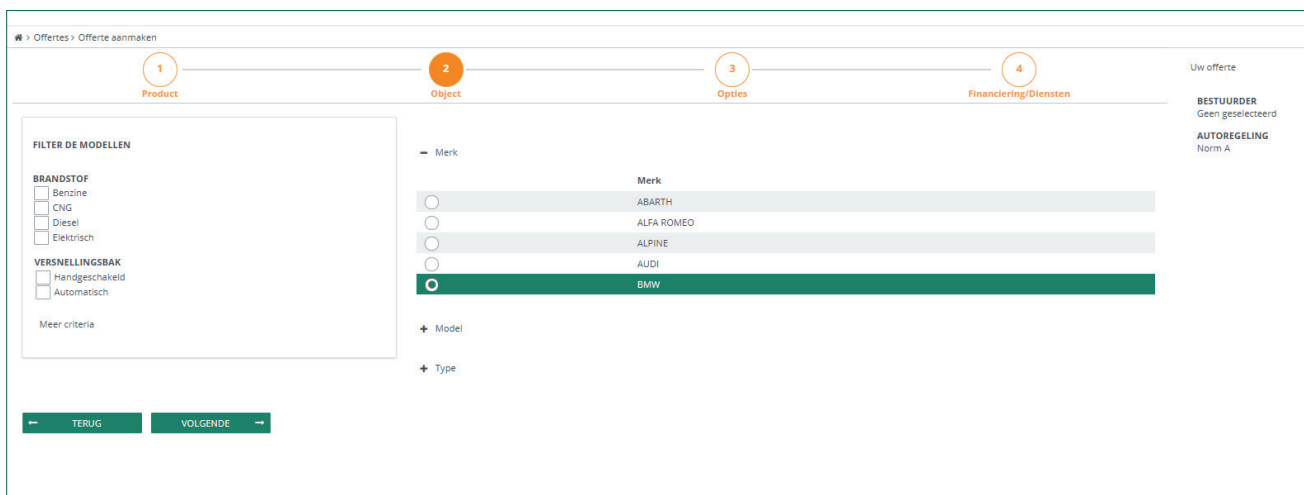 > Offertes > Offerte aanmaken
1
2
3
4
Product
Object
Opties
Financiering/Diensten
Uw offerte
BESTUURDER
Geen geselecteerd
AUTOREGELING
Norm A
FILTER DE MODELLEN
BRANDSTOF
Benzine
CNG
Diesel
Elektrisch
VERSNELLINGSBAK
Handgeschakeld
Automatisch
Meer criteria
− Merk
Merk
ABARTH
ALFA ROMEO
ALPINE
AUDI
BMW
+ Model
+ Type
← TERUG
VOLGENDE →